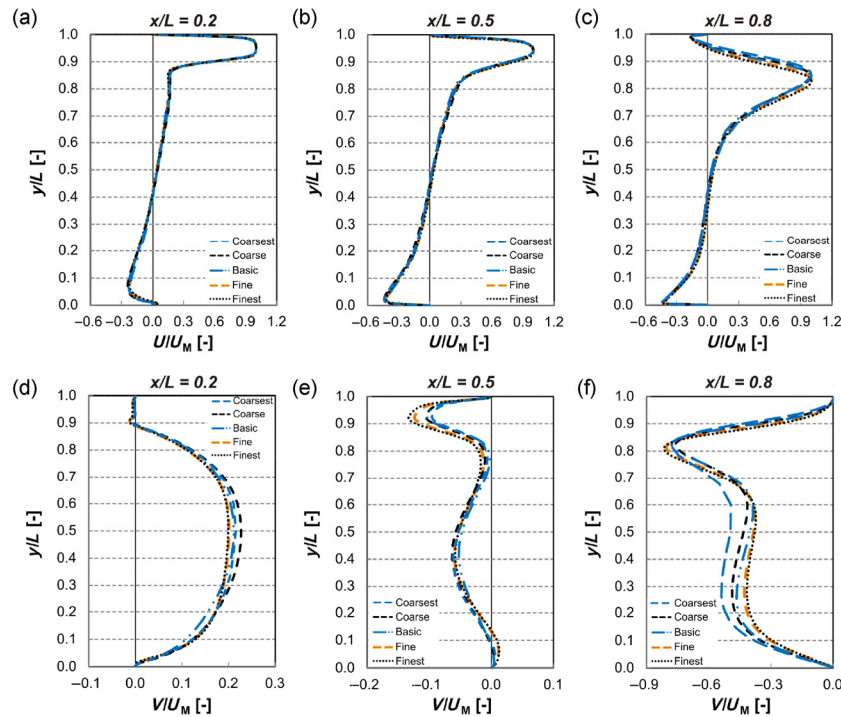 (a) x/L = 0.2
1.0
0.9
0.8
0.7
0.6
0.5
0.4
0.3
0.2
0.1
0.0
y/L [-]
Coarsest
Coarse
Basic
Fine
Finest
–0.6 –0.3 0.0 0.3 0.6 0.9 1.2
U/U_M [-]
(b) x/L = 0.5
1.0
0.9
0.8
0.7
0.6
0.5
0.4
0.3
0.2
0.1
0.0
y/L [-]
Coarsest
Coarse
Basic
Fine
Finest
–0.6 –0.3 0.0 0.3 0.6 0.9 1.2
U/U_M [-]
(c) x/L = 0.8
1.0
0.9
0.8
0.7
0.6
0.5
0.4
0.3
0.2
0.1
0.0
y/L [-]
Coarsest
Coarse
Basic
Fine
Finest
–0.6 –0.3 0.0 0.3 0.6 0.9 1.2
U/U_M [-]
(d) x/L = 0.2
1.0
0.9
0.8
0.7
0.6
0.5
0.4
0.3
0.2
0.1
0.0
y/L [-]
Coarsest
Coarse
Basic
Fine
Finest
–0.1 0.0 0.1 0.2 0.3
V/U_M [-]
(e) x/L = 0.5
1.0
0.9
0.8
0.7
0.6
0.5
0.4
0.3
0.2
0.1
0.0
y/L [-]
Coarsest
Coarse
Basic
Fine
Finest
–0.2 –0.1 0.0 0.1
V/U_M [-]
(f) x/L = 0.8
1.0
0.9
0.8
0.7
0.6
0.5
0.4
0.3
0.2
0.1
0.0
y/L [-]
Coarsest
Coarse
Basic
Fine
Finest
–0.9 –0.6 –0.3 –0.0
V/U_M [-]